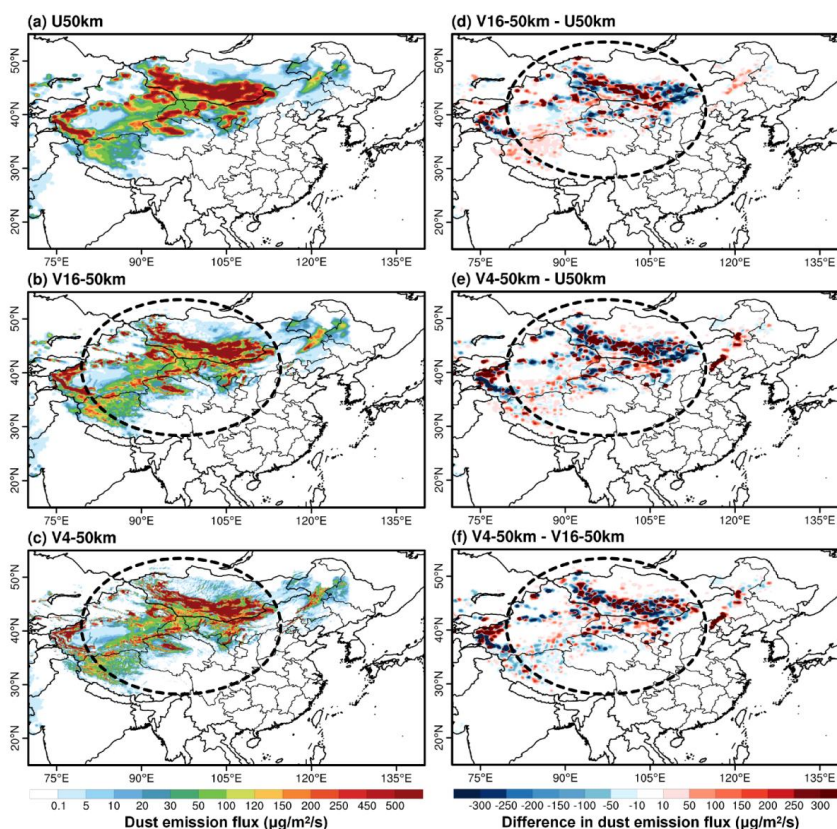 (a) U50km
50°N
40°N
30°N
20°N
75°E 90°E 105°E 120°E 135°E
(d) V16-50km - U50km
50°N
40°N
30°N
20°N
75°E 90°E 105°E 120°E 135°E
(b) V16-50km
50°N
40°N
30°N
20°N
75°E 90°E 105°E 120°E 135°E
(e) V4-50km - U50km
50°N
40°N
30°N
20°N
75°E 90°E 105°E 120°E 135°E
(c) V4-50km
50°N
40°N
30°N
20°N
75°E 90°E 105°E 120°E 135°E
(f) V4-50km - V16-50km
50°N
40°N
30°N
20°N
75°E 90°E 105°E 120°E 135°E
0.1 5 10 20 30 50 100 120 150 200 250 450 500
Dust emission flux (µg/m²/s)
-300 -250 -200 -150 -100 -50 -10 10 50 100 150 200 250 300
Difference in dust emission flux (µg/m²/s)